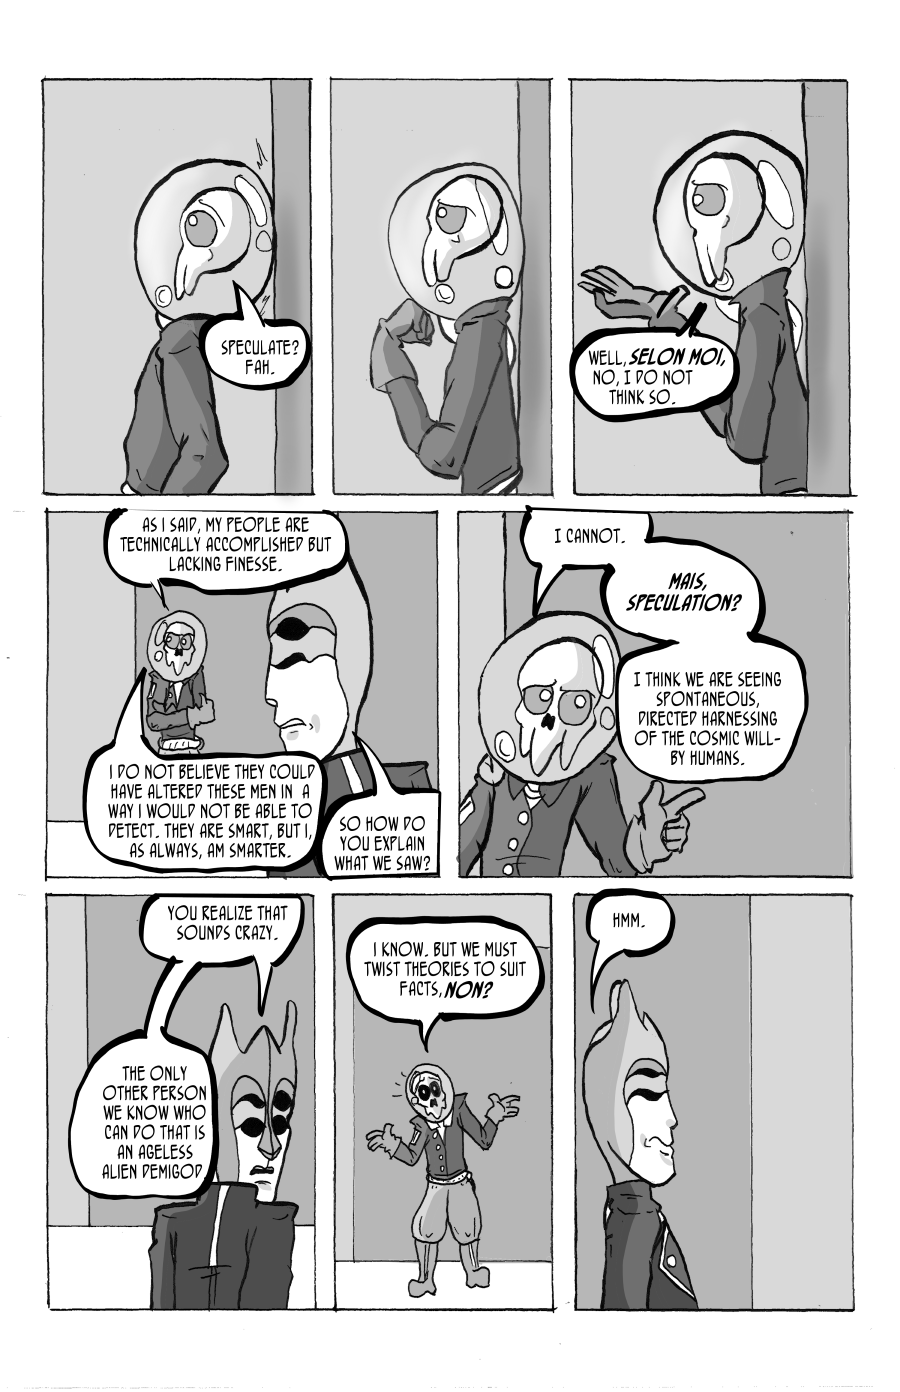 SPECULATE?
FAH.
WELL, SELON MOI,
NO, I DO NOT
THINK SO.
AS I SAID, MY PEOPLE ARE
TECHNICALLY ACCOMPLISHED BUT
LACKING FINESSE.
I DO NOT BELIEVE THEY COULD
HAVE ALTERED THESE MEN IN A
WAY I WOULD NOT BE ABLE TO
DETECT. THEY ARE SMART, BUT I,
AS ALWAYS, AM SMARTER.
SO HOW DO
YOU EXPLAIN
WHAT WE SAW?
I CANNOT.
MAIS,
SPECULATION?
I THINK WE ARE SEEING
SPONTANEOUS,
DIRECTED HARNESSING
OF THE COSMIC WILL-
BY HUMANS.
YOU REALIZE THAT
SOUNDS CRAZY.
THE ONLY
OTHER PERSON
WE KNOW WHO
CAN DO THAT IS
AN AGELESS
ALIEN DEMIGOD
I KNOW. BUT WE MUST
TWIST THEORIES TO SUIT
FACTS, NON?
HMM.